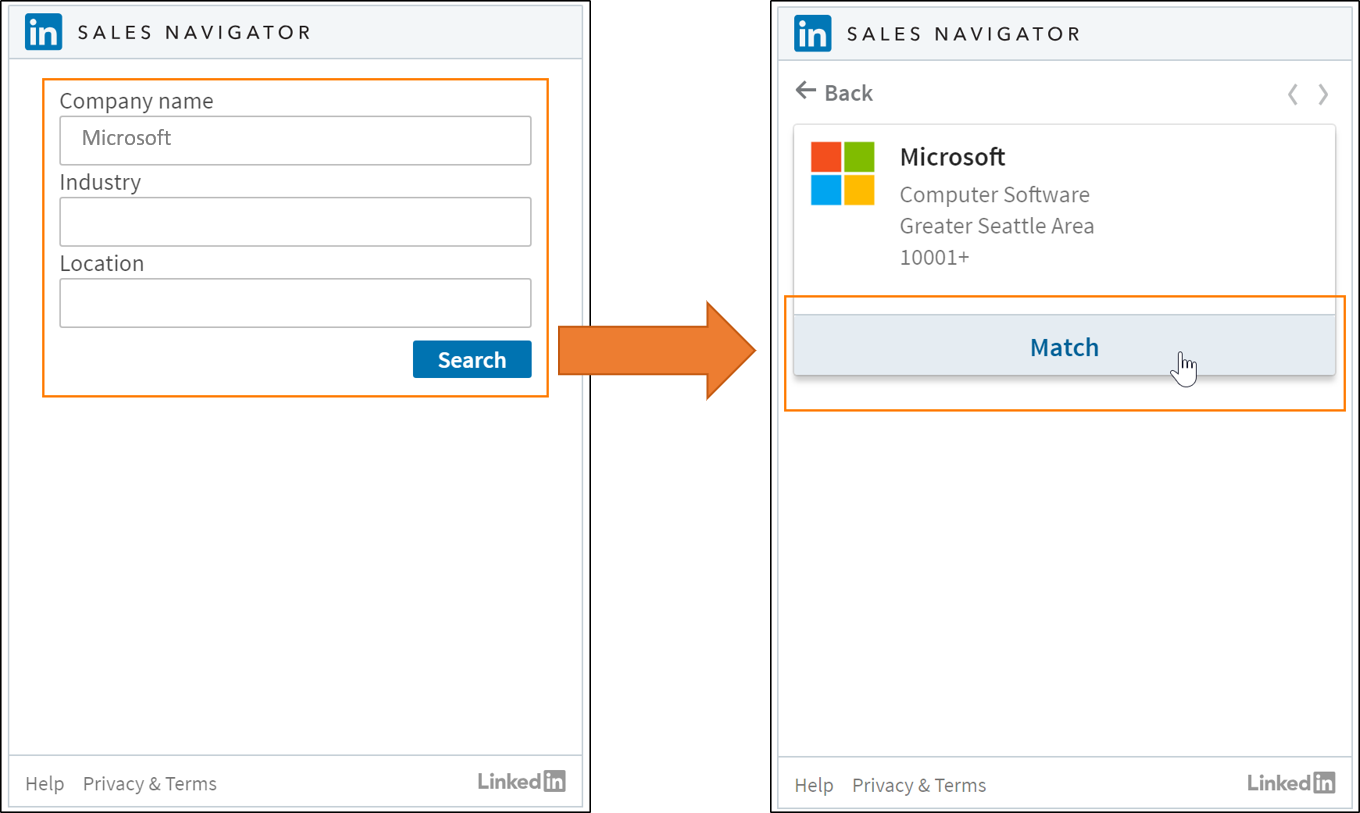 in SALES NAVIGATOR
Company name
Microsoft
Industry
Location
Search
Help Privacy & Terms LinkedIn
in SALES NAVIGATOR
Back
Microsoft
Computer Software
Greater Seattle Area
10001+
Match
Help Privacy & Terms LinkedIn